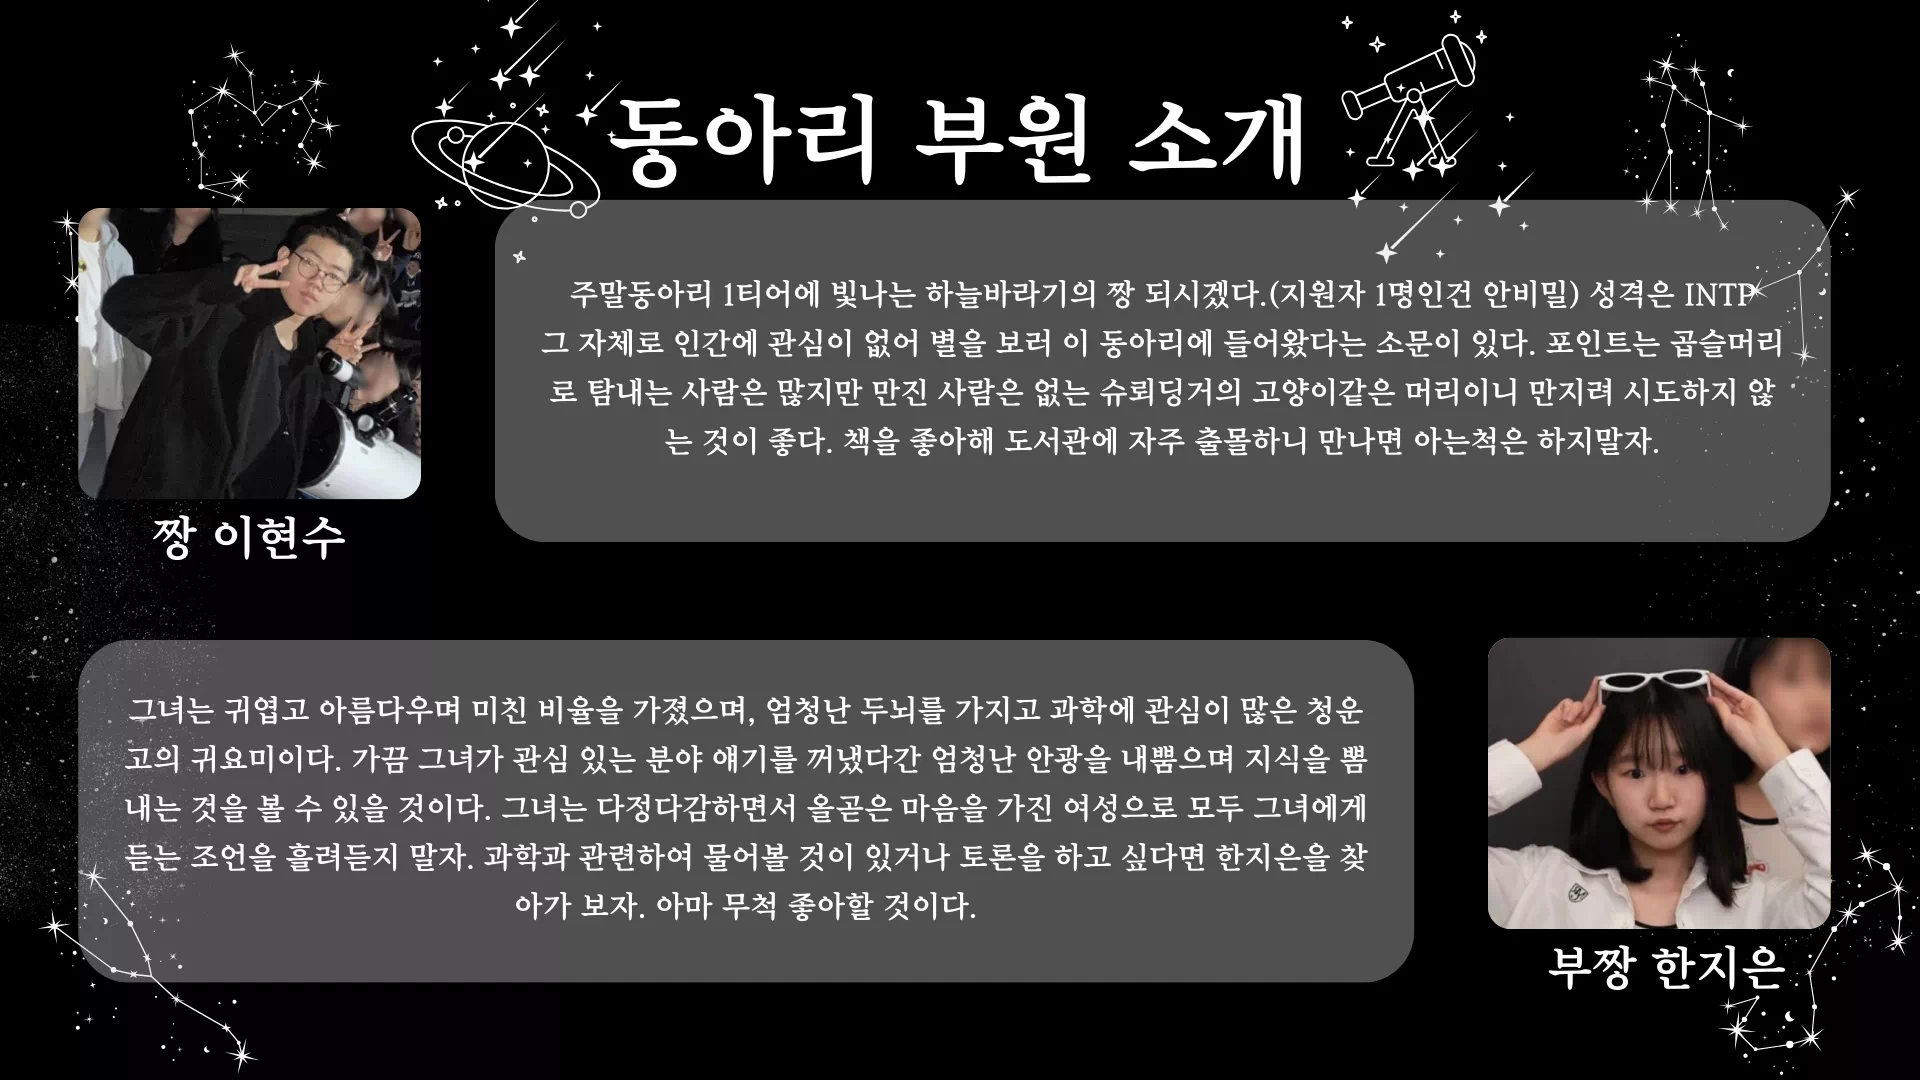 동아리 부원 소개
주말동아리 1티어에 빛나는 하늘바라기의 짱 되시겠다.(지원자 1명인건 안비밀) 성격은 INTP
그 자체로 인간에 관심이 없어 별을 보러 이 동아리에 들어왔다는 소문이 있다. 포인트는 곱슬머리
로 탐내는 사람은 많지만 만진 사람은 없는 슈뢰딩거의 고양이같은 머리이니 만지려 시도하지 않
는 것이 좋다. 책을 좋아해 도서관에 자주 출몰하니 만나면 아는척은 하지말자.
짱 이현수
그녀는 귀엽고 아름다우며 미친 비율을 가졌으며, 엄청난 두뇌를 가지고 과학에 관심이 많은 청운
고의 귀요미이다. 가끔 그녀가 관심 있는 분야 얘기를 꺼냈다간 엄청난 안광을 내뿜으며 지식을 뽐
내는 것을 볼 수 있을 것이다. 그녀는 다정다감하면서 올곧은 마음을 가진 여성으로 모두 그녀에게
듣는 조언을 흘려듣지 말자. 과학과 관련하여 물어볼 것이 있거나 토론을 하고 싶다면 한지은을 찾
아가 보자. 아마 무척 좋아할 것이다.
부짱 한지은